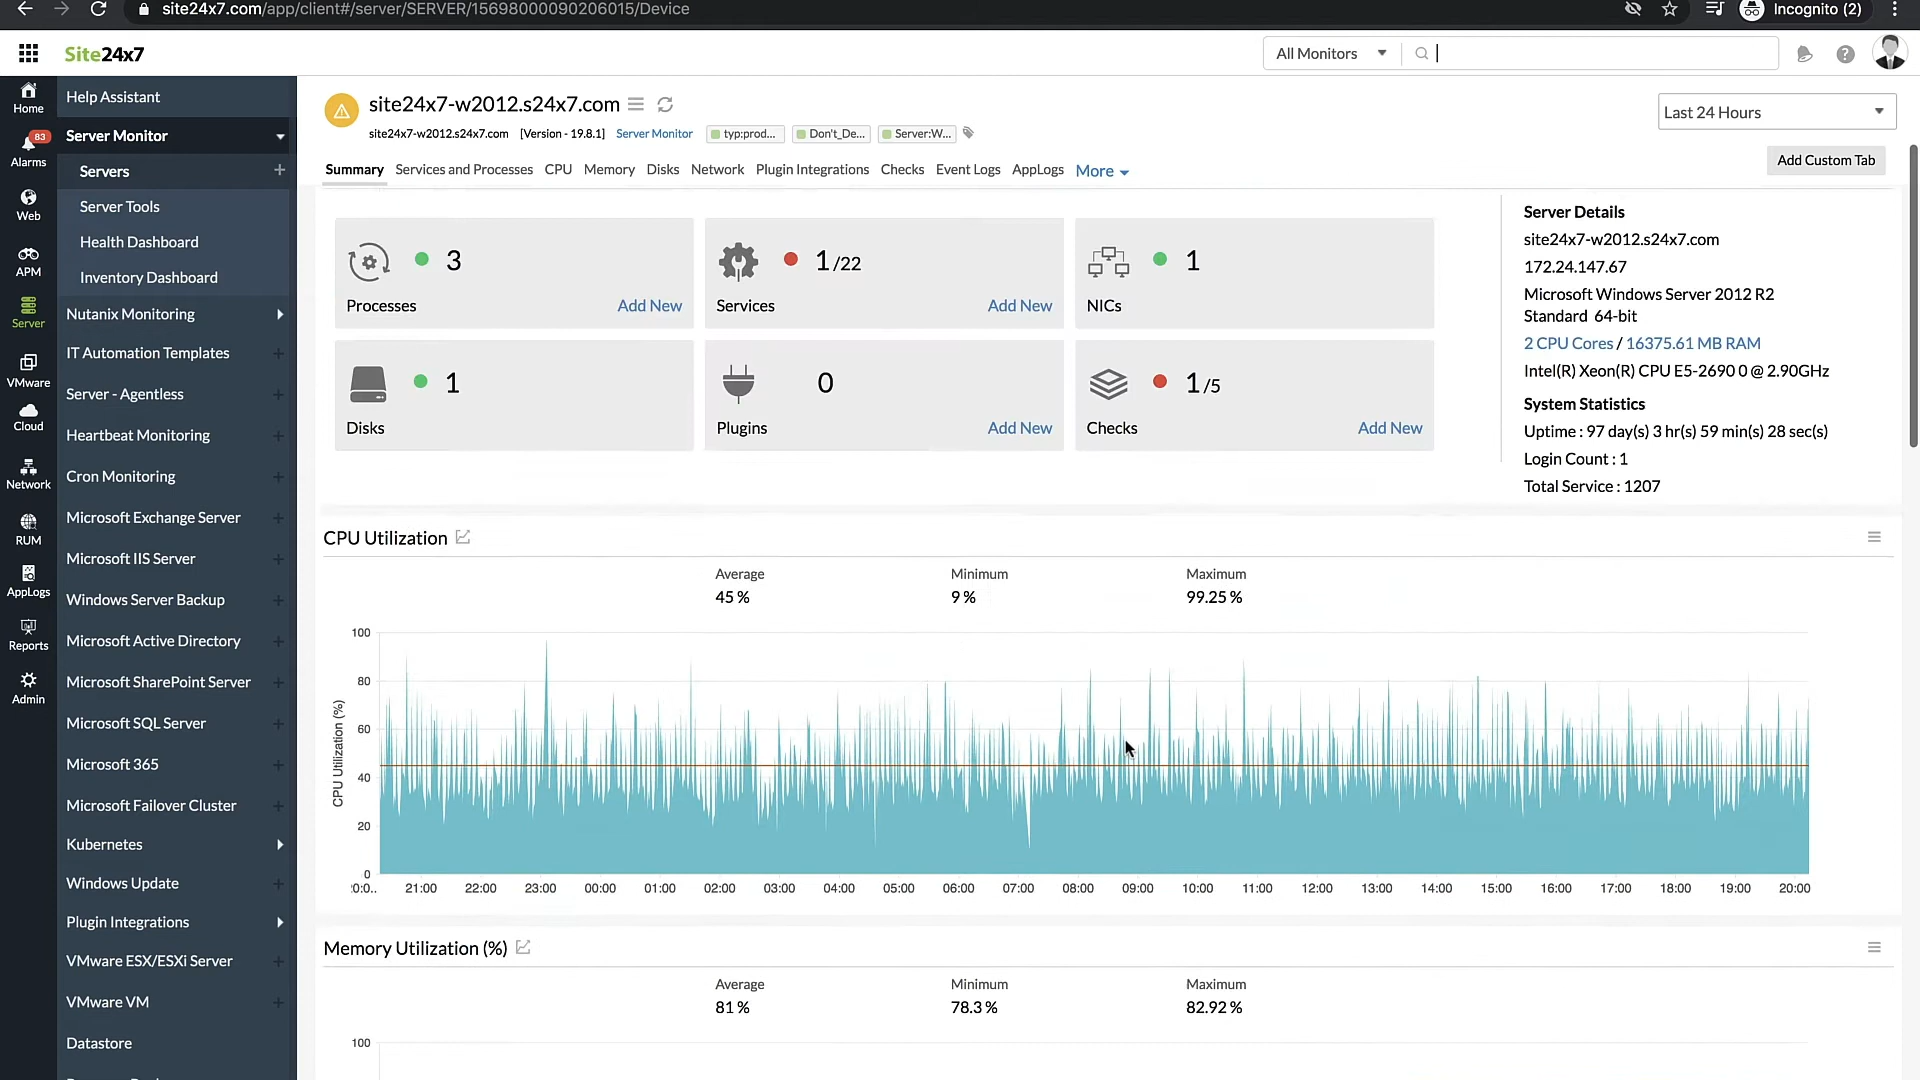 site24x7.com/app/client#/server/SERVER/15698000090206015/Device
Incognito (2)
Site24x7
All Monitors
Home
83
Alarms
Web
APM
Server
VMware
Cloud
Network
RUM
AppLogs
Reports
Admin
Help Assistant
Server Monitor
Servers
Server Tools
Health Dashboard
Inventory Dashboard
Nutanix Monitoring
IT Automation Templates
Server - Agentless
Heartbeat Monitoring
Cron Monitoring
Microsoft Exchange Server
Microsoft IIS Server
Windows Server Backup
Microsoft Active Directory
Microsoft SharePoint Server
Microsoft SQL Server
Microsoft 365
Microsoft Failover Cluster
Kubernetes
Windows Update
Plugin Integrations
VMware ESX/ESXi Server
VMware VM
Datastore
site24x7-w2012.s24x7.com
site24x7-w2012.s24x7.com [Version - 19.8.1] Server Monitor typ:prod... Don't_De... Server:W...
Last 24 Hours
Summary Services and Processes CPU Memory Disks Network Plugin Integrations Checks Event Logs AppLogs More
Add Custom Tab
3
Processes Add New
1/22
Services Add New
1
NICs
1
Disks
0
Plugins Add New
1/5
Checks Add New
Server Details
site24x7-w2012.s24x7.com
172.24.147.67
Microsoft Windows Server 2012 R2
Standard 64-bit
2 CPU Cores / 16375.61 MB RAM
Intel(R) Xeon(R) CPU E5-2690 0 @ 2.90GHz
System Statistics
Uptime : 97 day(s) 3 hr(s) 59 min(s) 28 sec(s)
Login Count : 1
Total Service : 1207
CPU Utilization
Average Minimum Maximum
45 % 9 % 99.25 %
100
80
60
40
20
0
CPU Utilization (%)
20:0.. 21:00 22:00 23:00 00:00 01:00 02:00 03:00 04:00 05:00 06:00 07:00 08:00 09:00 10:00 11:00 12:00 13:00 14:00 15:00 16:00 17:00 18:00 19:00 20:00
Memory Utilization (%)
Average Minimum Maximum
81 % 78.3 % 82.92 %
100